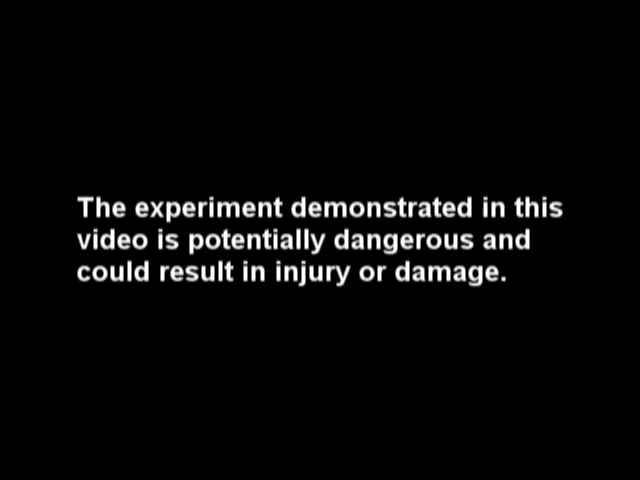 The experiment demonstrated in this
video is potentially dangerous and
could result in injury or damage.